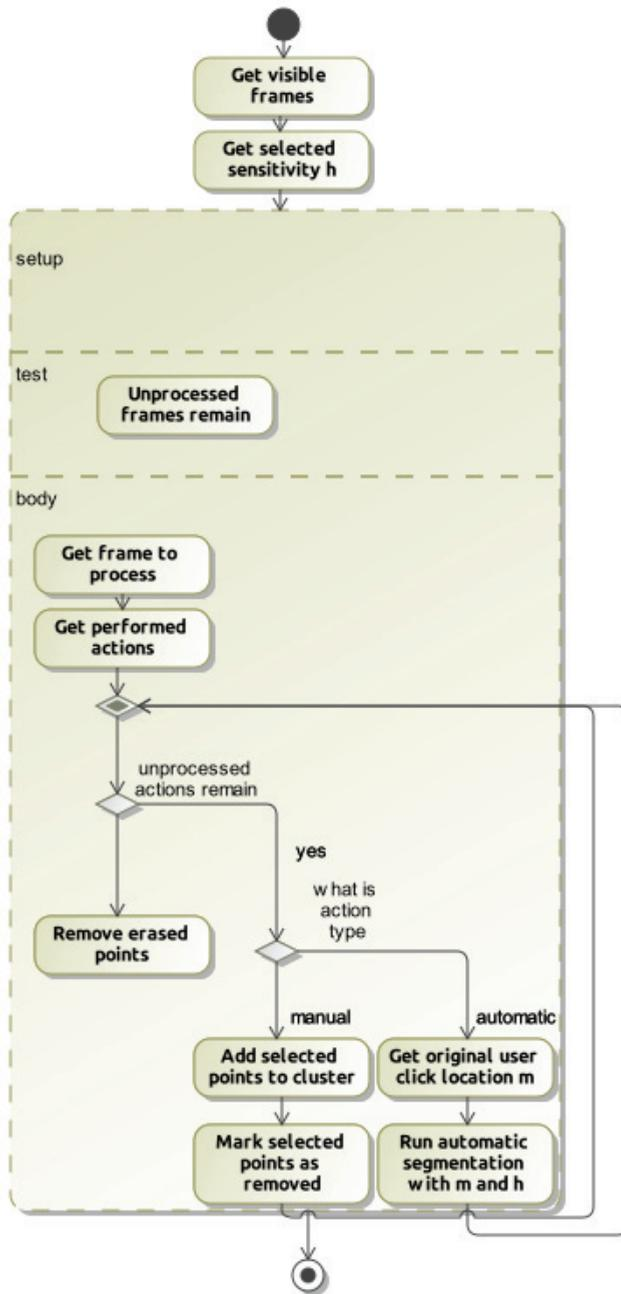 Get visible
frames
Get selected
sensitivity h
setup
test
Unprocessed
frames remain
body
Get frame to
process
Get performed
actions
unprocessed
actions remain
yes
what is
action
type
Remove erased
points
manual
automatic
Add selected
points to cluster
Get original user
click location m
Mark selected
points as
removed
Run automatic
segmentation
with m and h